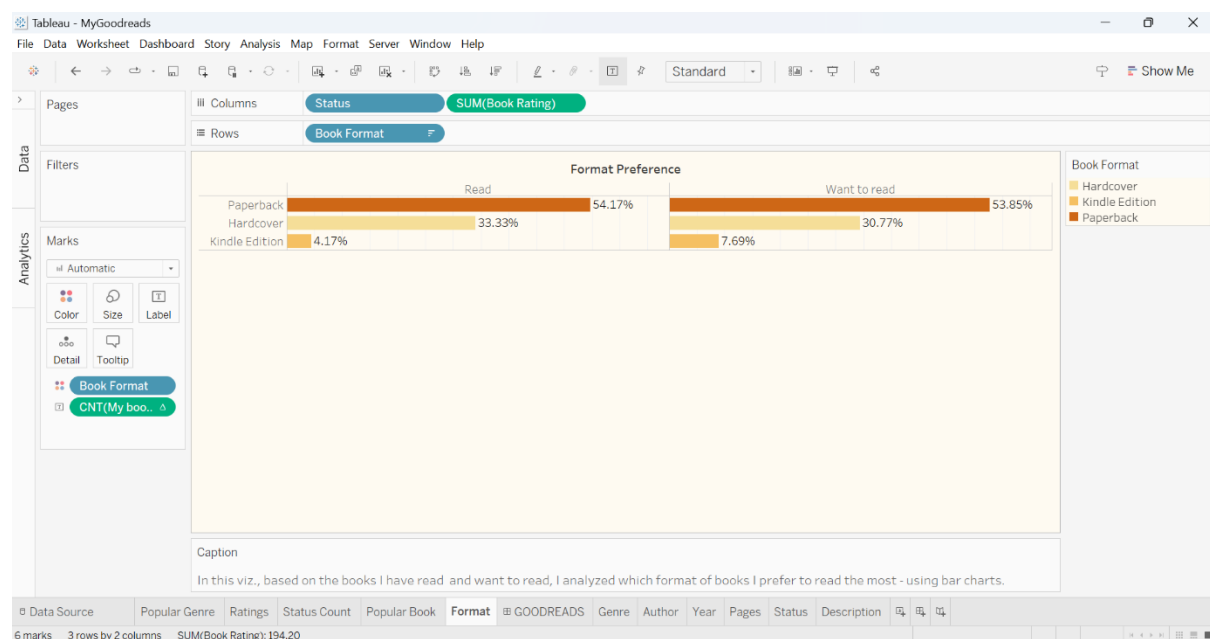 Tableau - MyGoodreads
File Data Worksheet Dashboard Story Analysis Map Format Server Window Help
Standard
Show Me
Pages
Columns
Status
SUM(Book Rating)
Rows
Book Format
Data
Analytics
Filters
Marks
Automatic
Color Size Label
Detail Tooltip
Book Format
CNT(My boo..
Format Preference
Read Want to read
Paperback 54.17% 53.85%
Hardcover 33.33% 30.77%
Kindle Edition 4.17% 7.69%
Book Format
Hardcover
Kindle Edition
Paperback
Caption
In this viz., based on the books I have read and want to read, I analyzed which format of books I prefer to read the most - using bar charts.
Data Source Popular Genre Ratings Status Count Popular Book Format GOODREADS Genre Author Year Pages Status Description
6 marks 3 rows by 2 columns SUM(Book Rating): 194.20